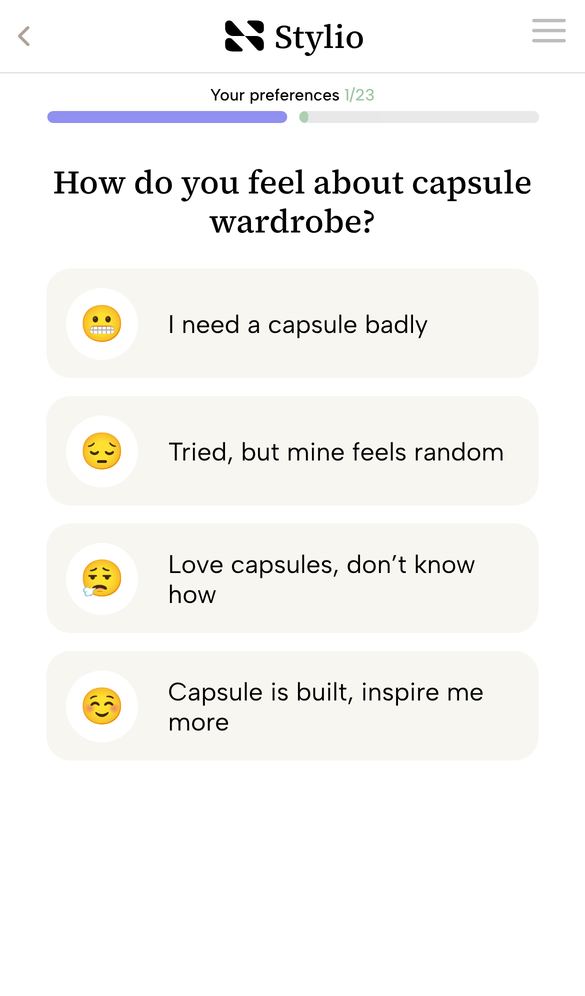 Stylio
Your preferences 1/23
How do you feel about capsule
wardrobe?
I need a capsule badly
Tried, but mine feels random
Love capsules, don’t know
how
Capsule is built, inspire me
more